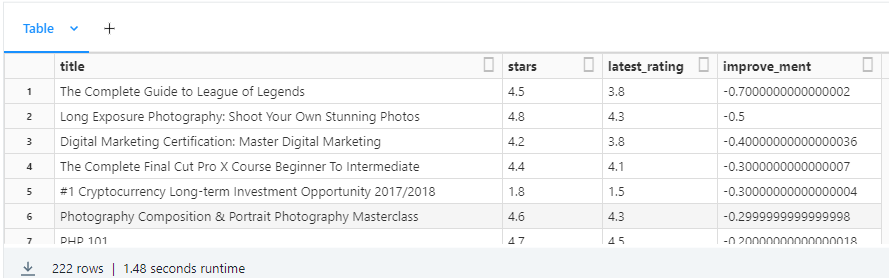 Table +
title stars latest_rating improve_ment
1 The Complete Guide to League of Legends 4.5 3.8 -0.7000000000000002
2 Long Exposure Photography: Shoot Your Own Stunning Photos 4.8 4.3 -0.5
3 Digital Marketing Certification: Master Digital Marketing 4.2 3.8 -0.40000000000000036
4 The Complete Final Cut Pro X Course Beginner To Intermediate 4.4 4.1 -0.3000000000000007
5 #1 Cryptocurrency Long-term Investment Opportunity 2017/2018 1.8 1.5 -0.30000000000000004
6 Photography Composition & Portrait Photography Masterclass 4.6 4.3 -0.2999999999999998
7 PHP 101 4.7 4.5 -0.20000000000000018
222 rows | 1.48 seconds runtime